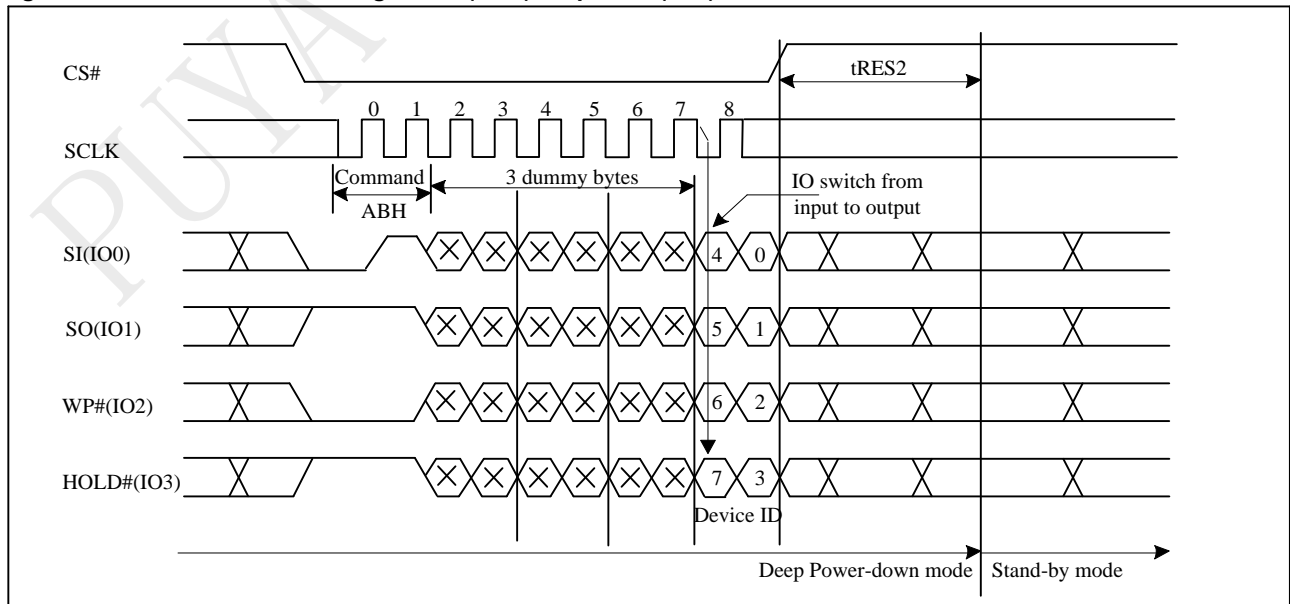 PUYA
CS#
tRES2
0 1 2 3 4 5 6 7 8
SCLK
Command
3 dummy bytes
IO switch from
input to output
ABH
SI(IO0)
4 0
SO(IO1)
5 1
WP#(IO2)
6 2
HOLD#(IO3)
7 3
Device ID
Deep Power-down mode
Stand-by mode